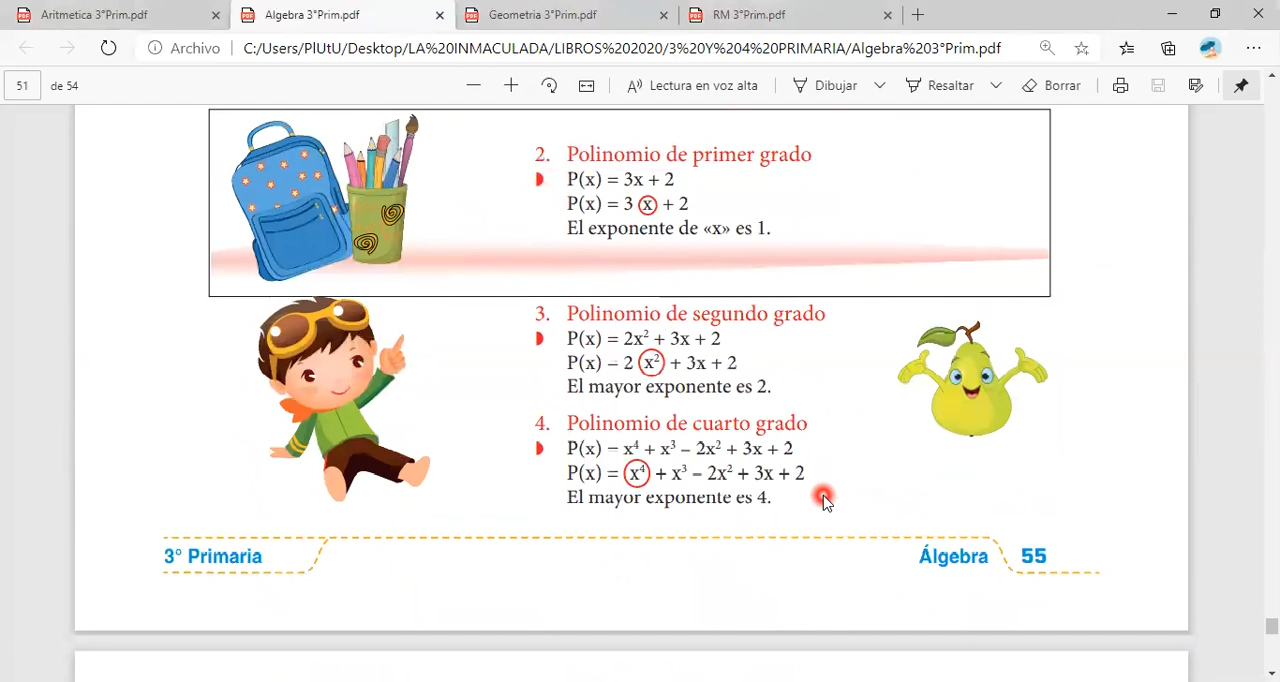 Aritmetica 3°Prim.pdf
Algebra 3°Prim.pdf
Geometria 3°Prim.pdf
RM 3°Prim.pdf
Archivo
C:/Users/PlUtU/Desktop/LA%20INMACULADA/LIBROS%202020/3%20Y%204%20PRIMARIA/Algebra%203°Prim.pdf
51 de 54
Lectura en voz alta
Dibujar
Resaltar
Borrar
2. Polinomio de primer grado
P(x) = 3x + 2
P(x) = 3 x + 2
El exponente de «x» es 1.
3. Polinomio de segundo grado
P(x) = 2x² + 3x + 2
P(x) – 2 x² + 3x + 2
El mayor exponente es 2.
4. Polinomio de cuarto grado
P(x) = x⁴ + x³ – 2x² + 3x + 2
P(x) = x⁴ + x³ – 2x² + 3x + 2
El mayor exponente es 4.
3° Primaria
Álgebra 55